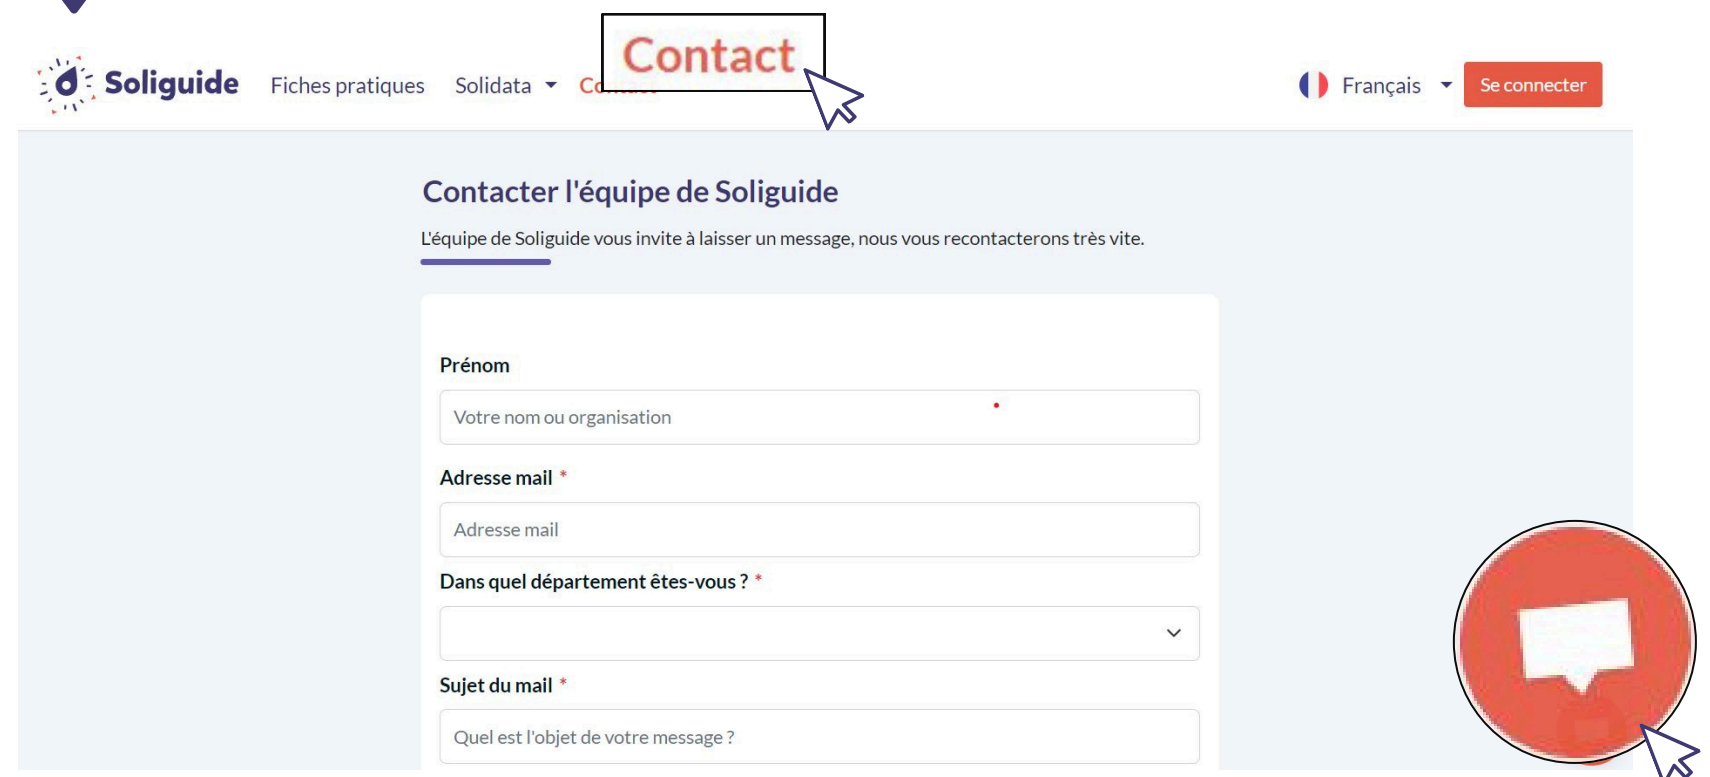 Contact
Soliguide Fiches pratiques Solidata Français Se connecter
Contacter l'équipe de Soliguide
L'équipe de Soliguide vous invite à laisser un message, nous vous recontacterons très vite.
Prénom
Votre nom ou organisation
Adresse mail *
Adresse mail
Dans quel département êtes-vous ? *
Sujet du mail *
Quel est l'objet de votre message ?